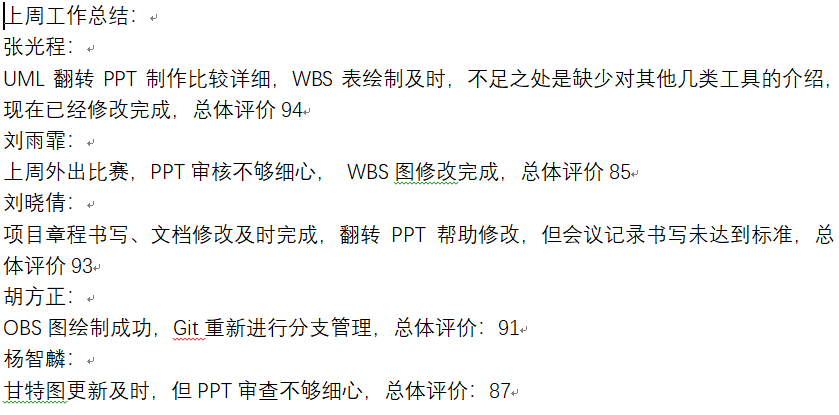 上周工作总结：
张光程：
UML 翻转 PPT 制作比较详细，WBS 表绘制及时，不足之处是缺少对其他几类工具的介绍，
现在已经修改完成，总体评价 94
刘雨霏：
上周外出比赛，PPT 审核不够细心， WBS 图修改完成，总体评价 85
刘晓倩：
项目章程书写、文档修改及时完成，翻转 PPT 帮助修改，但会议记录书写未达到标准，总
体评价 93
胡方正：
OBS 图绘制成功，Git 重新进行分支管理，总体评价：91
杨智麟：
甘特图更新及时，但 PPT 审查不够细心，总体评价：87